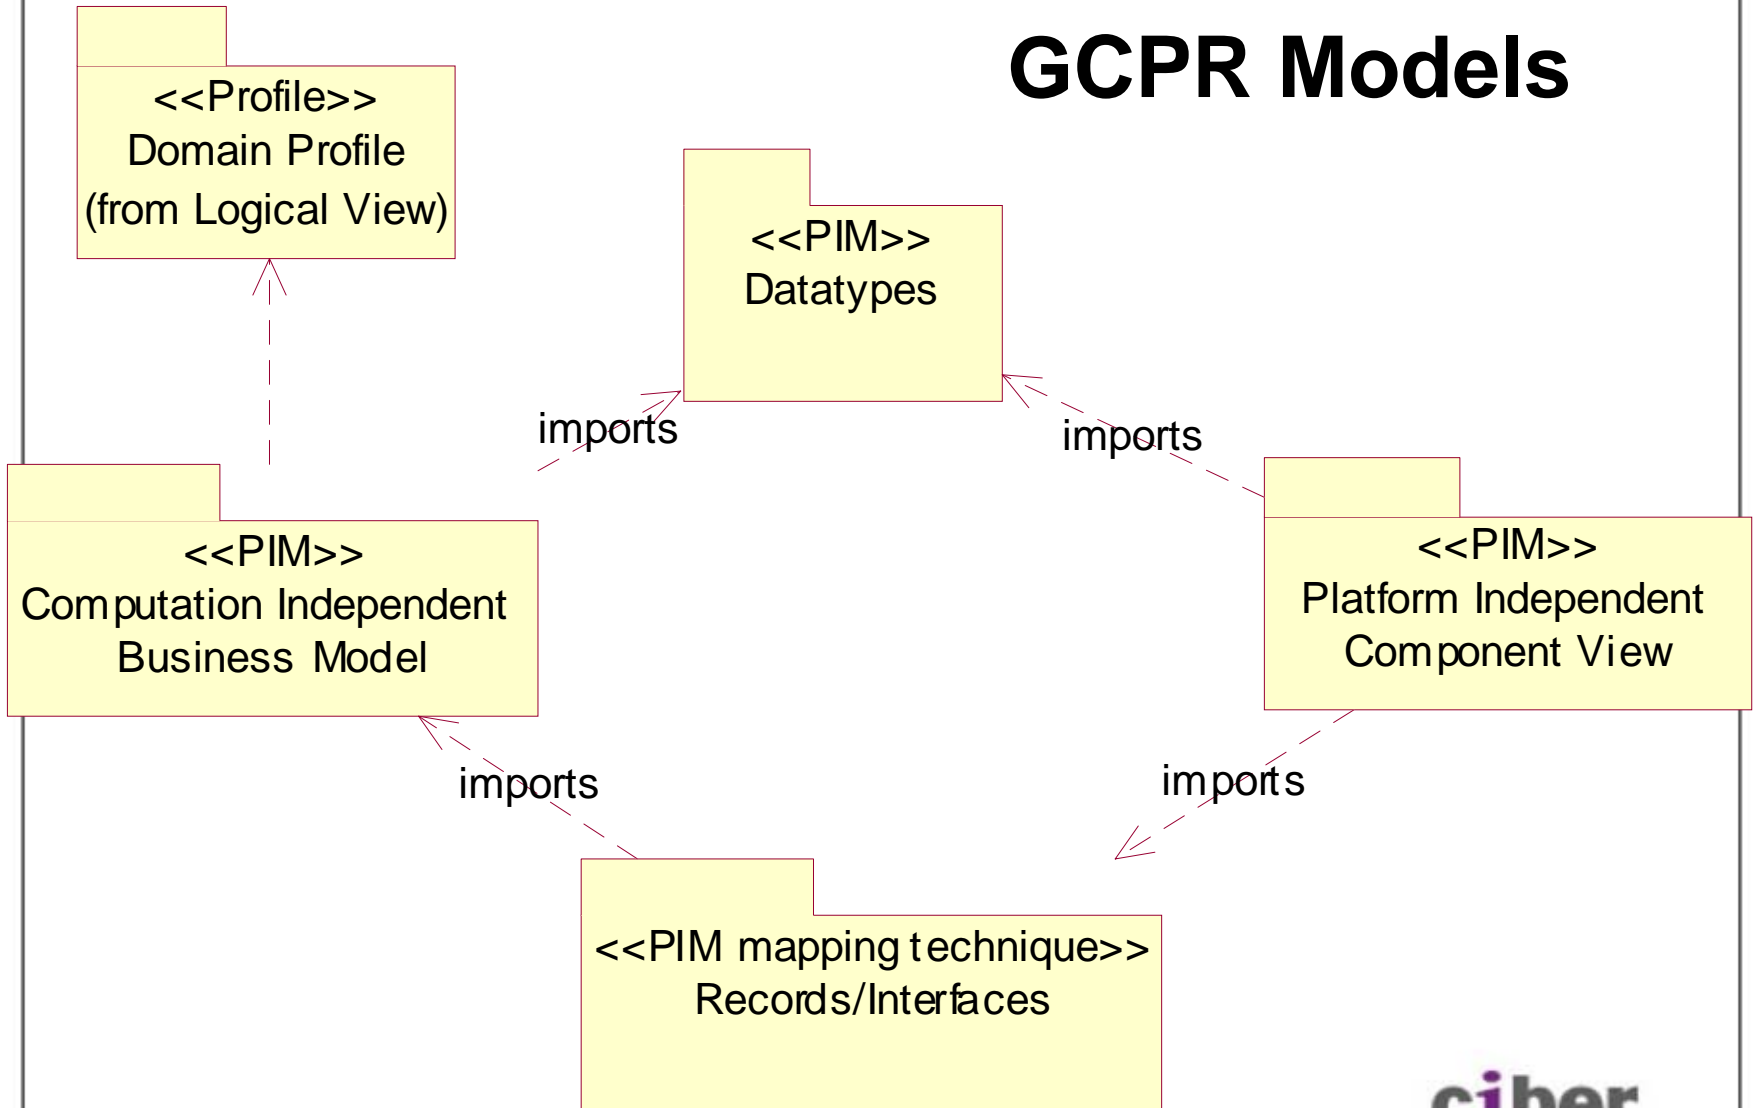 GCPR Models
<<Profile>>
Domain Profile
(from Logical View)
<<PIM>>
Datatypes
imports
imports
<<PIM>>
Computation Independent
Business Model
<<PIM>>
Platform Independent
Component View
imports
imports
<<PIM mapping technique>>
Records/Interfaces
ciber